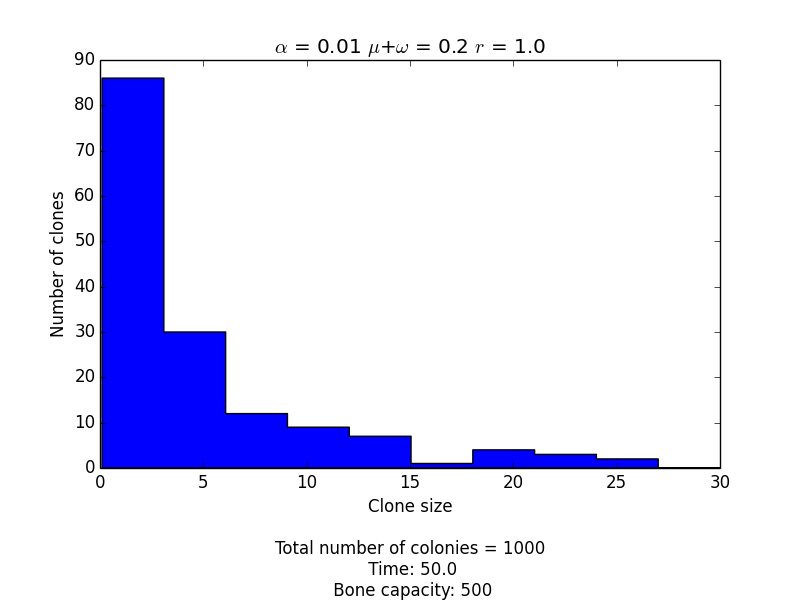 α = 0.01 μ+ω = 0.2 r = 1.0
90
80
70
60
50
40
30
20
10
0
Number of clones
0 5 10 15 20 25 30
Clone size
Total number of colonies = 1000
Time: 50.0
Bone capacity: 500